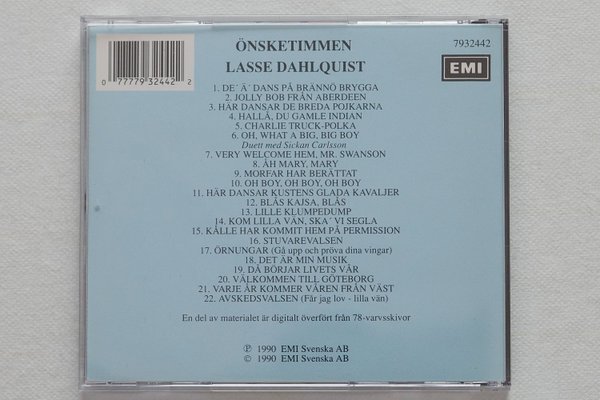 ÖNSKETIMMEN
7932442
LASSE DAHLQUIST
EMI
0 77779 32442 2
1. DE´ Ä´ DANS PÅ BRÄNNÖ BRYGGA
2. JOLLY BOB FRÅN ABERDEEN
3. HÄR DANSAR DE BREDA POJKARNA
4. HALLÅ, DU GAMLE INDIAN
5. CHARLIE TRUCK-POLKA
6. OH, WHAT A BIG, BIG BOY
Duett med Sickan Carlsson
7. VERY WELCOME HEM, MR. SWANSON
8. ÅH MARY, MARY
9. MORFAR HAR BERÄTTAT
10. OH BOY, OH BOY, OH BOY
11. HÄR DANSAR KUSTENS GLADA KAVALJER
12. BLÅS KAJSA, BLÅS
13. LILLE KLUMPEDUMP
14. KOM LILLA VÄN, SKA´ VI SEGLA
15. KALLE HAR KOMMIT HEM PÅ PERMISSION
16. STUVAREVALSEN
17. ÖRNUNGAR (Gå upp och pröva dina vingar)
18. DET ÄR MIN MUSIK
19. DÅ BÖRJAR LIVETS VÅR
20. VÄLKOMMEN TILL GÖTEBORG
21. VARJE ÅR KOMMER VÅREN FRÅN VÄST
22. AVSKEDSVALSEN (Får jag lov - lilla vän)
En del av materialet är digitalt överfört från 78-varvsskivor
℗ 1990 EMI Svenska AB
© 1990 EMI Svenska AB